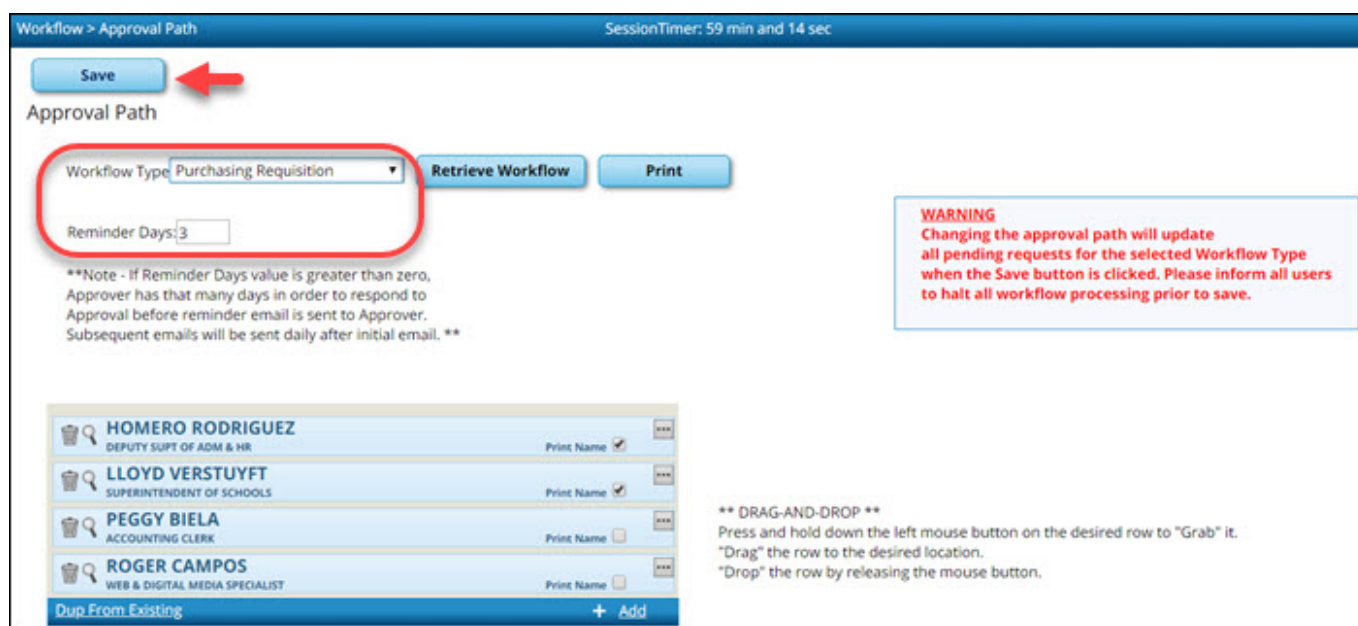 Workflow > Approval Path
SessionTimer: 59 min and 14 sec
Save
Approval Path
Workflow Type Purchasing Requisition
Retrieve Workflow
Print
Reminder Days: 3
**Note - If Reminder Days value is greater than zero,
Approver has that many days in order to respond to
Approval before reminder email is sent to Approver.
Subsequent emails will be sent daily after initial email. **
WARNING
Changing the approval path will update
all pending requests for the selected Workflow Type
when the Save button is clicked. Please inform all users
to halt all workflow processing prior to save.
HOMERO RODRIGUEZ
DEPUTY SUPT OF ADM & HR
Print Name
LLOYD VERSTUYFT
SUPERINTENDENT OF SCHOOLS
Print Name
PEGGY BIELA
ACCOUNTING CLERK
Print Name
ROGER CAMPOS
WEB & DIGITAL MEDIA SPECIALIST
Print Name
Dup From Existing
+ Add
** DRAG-AND-DROP **
Press and hold down the left mouse button on the desired row to "Grab" it.
"Drag" the row to the desired location.
"Drop" the row by releasing the mouse button.